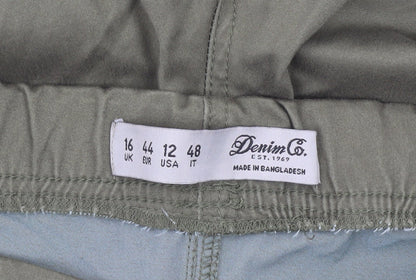 16 44 12 48
UK EUR USA IT
Denim Co.
EST. 1969
MADE IN BANGLADESH